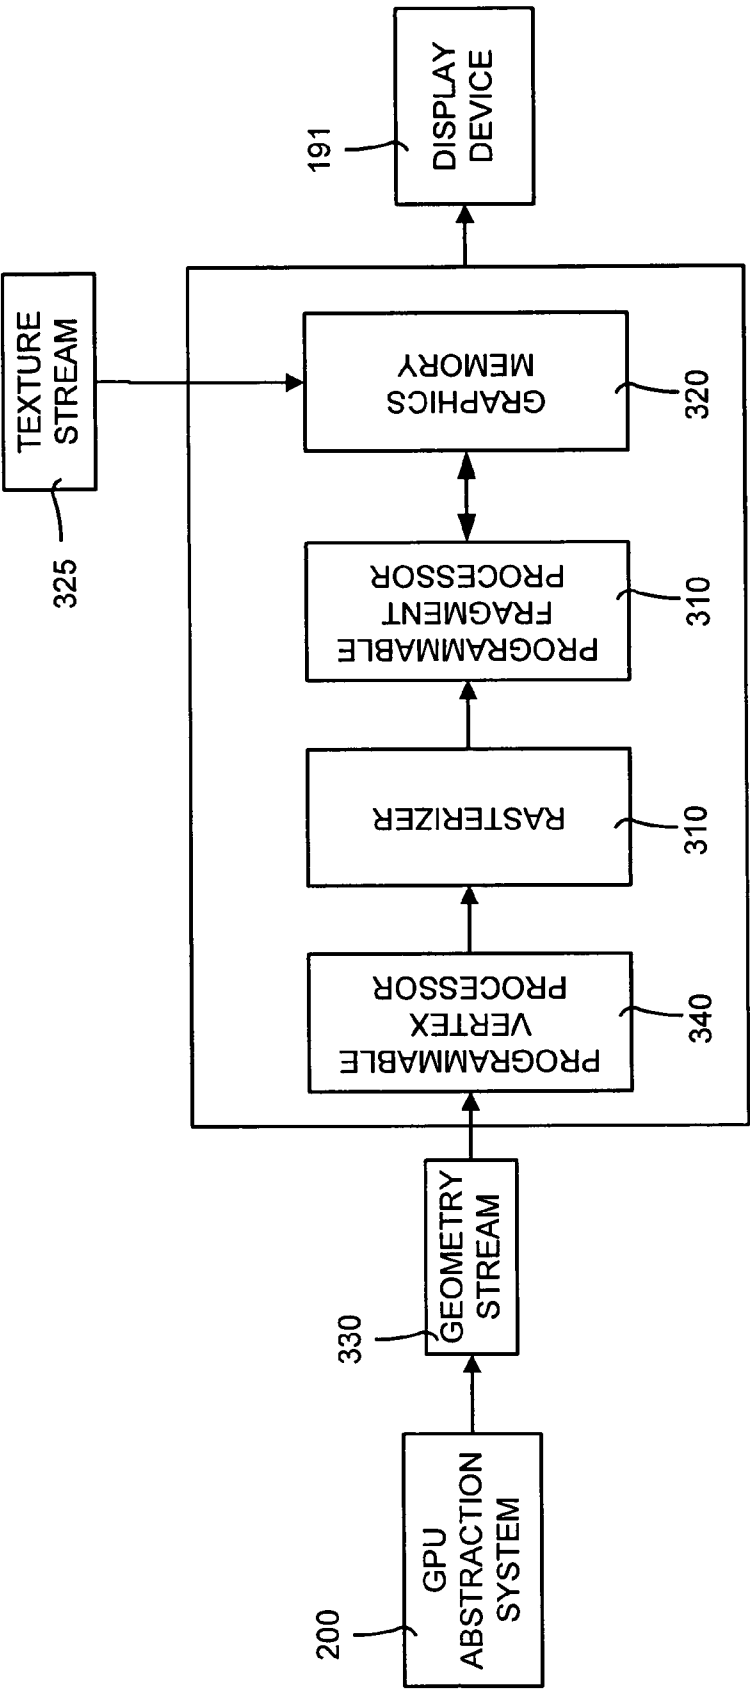 200
GPU
ABSTRACTION
SYSTEM
330
GEOMETRY
STREAM
PROGRAMMABLE
VERTEX
PROCESSOR
340
RASTERIZER
310
PROGRAMMABLE
FRAGMENT
PROCESSOR
310
GRAPHICS
MEMORY
320
325
TEXTURE
STREAM
191
DISPLAY
DEVICE